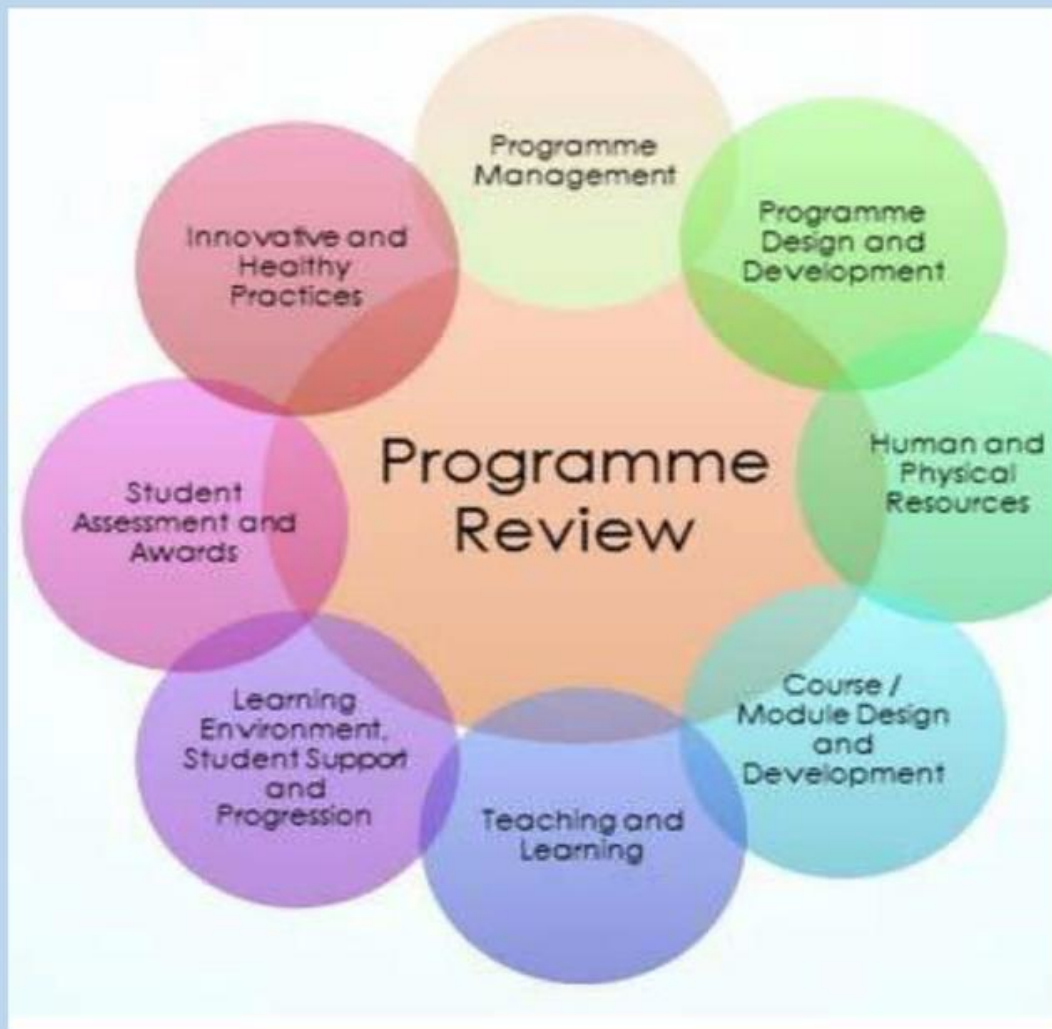 Programme
Management
Programme
Design and
Development
Human and
Physical
Resources
Course /
Module Design
and
Development
Teaching and
Learning
Learning
Environment,
Student Support
and
Progression
Student
Assessment and
Awards
Innovative and
Healthy
Practices
Programme
Review